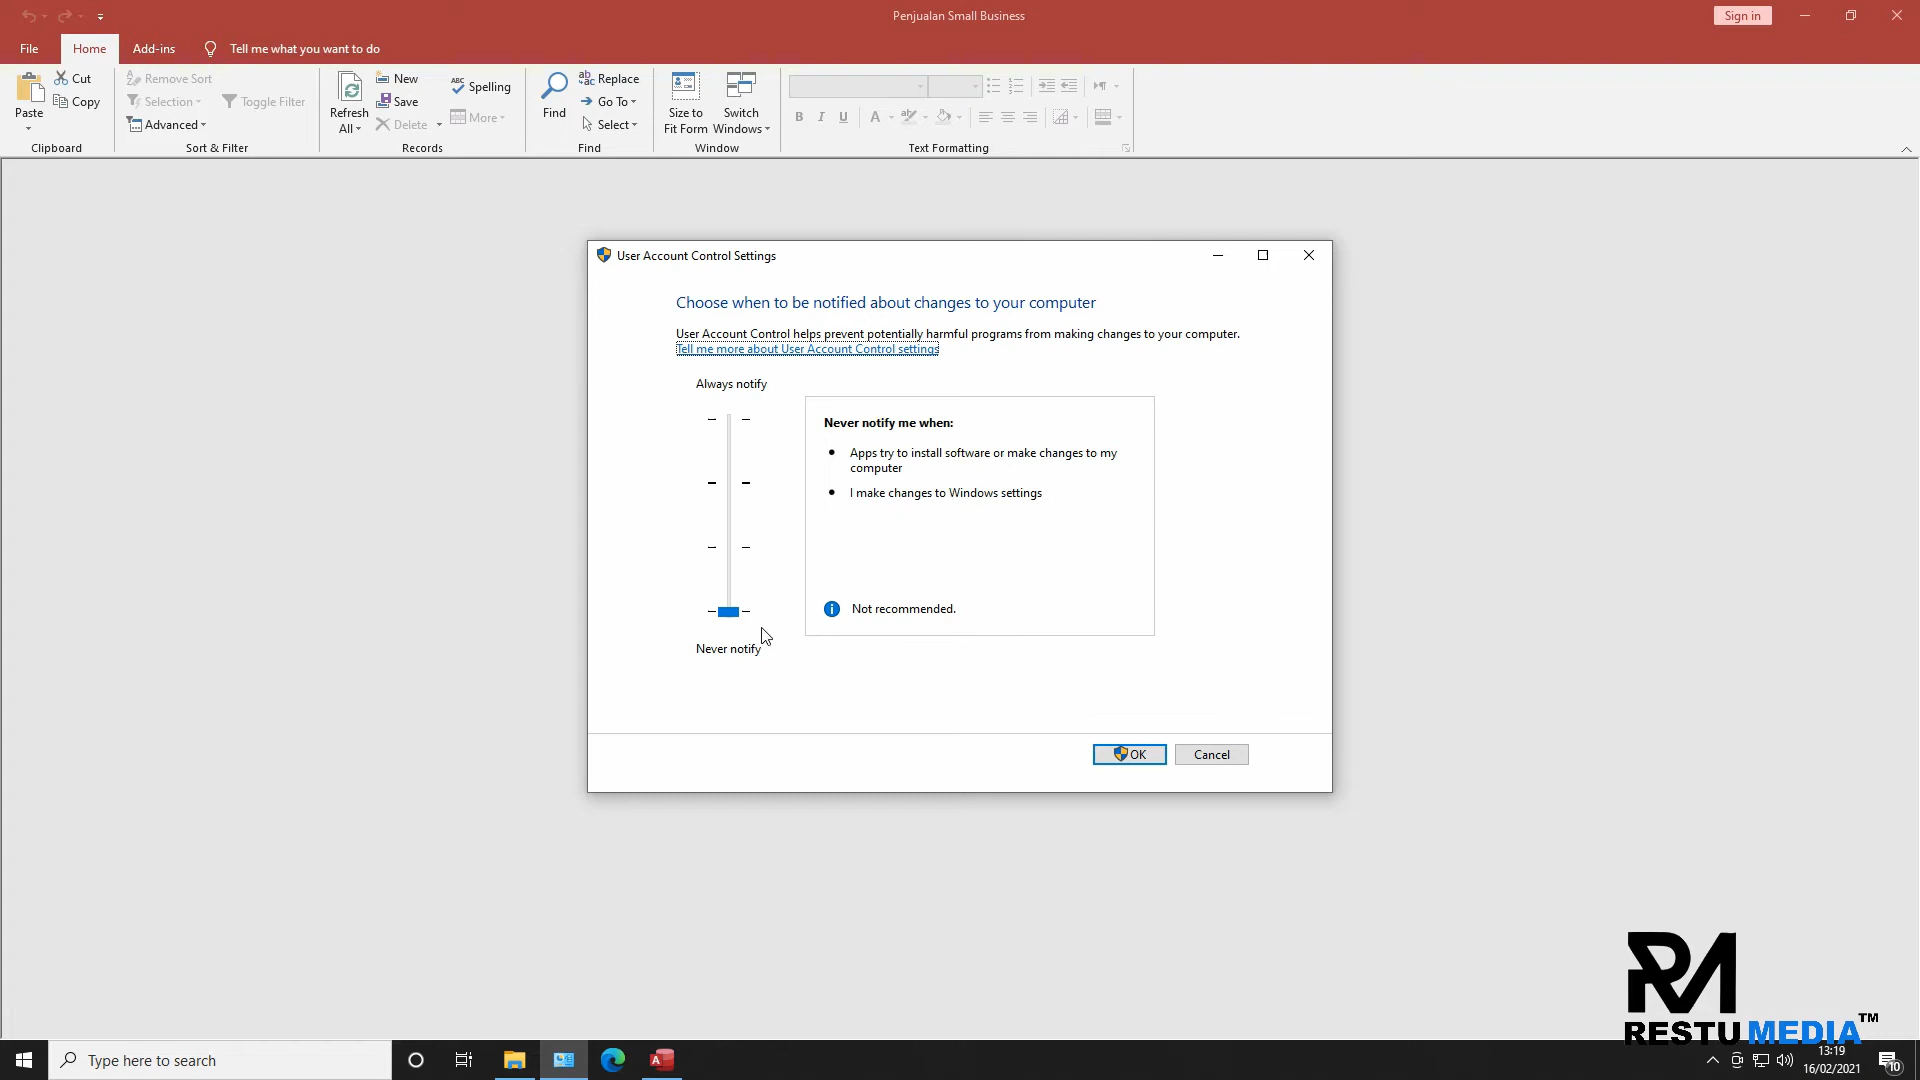 Penjualan Small Business
Sign in
File
Home
Add-ins
Tell me what you want to do
Paste
Cut
Copy
Clipboard
Remove Sort
Selection
Toggle Filter
Advanced
Sort & Filter
Refresh
All
New
Save
Delete
Spelling
More
Records
Find
Replace
Go To
Select
Find
Size to
Fit Form
Switch
Windows
Window
B I U A
Text Formatting
User Account Control Settings
Choose when to be notified about changes to your computer
User Account Control helps prevent potentially harmful programs from making changes to your computer.
Tell me more about User Account Control settings
Always notify
Never notify me when:
Apps try to install software or make changes to my
computer
I make changes to Windows settings
Not recommended.
Never notify
OK
Cancel
RM
RESTU MEDIA™
Type here to search
13:19
16/02/2021
10